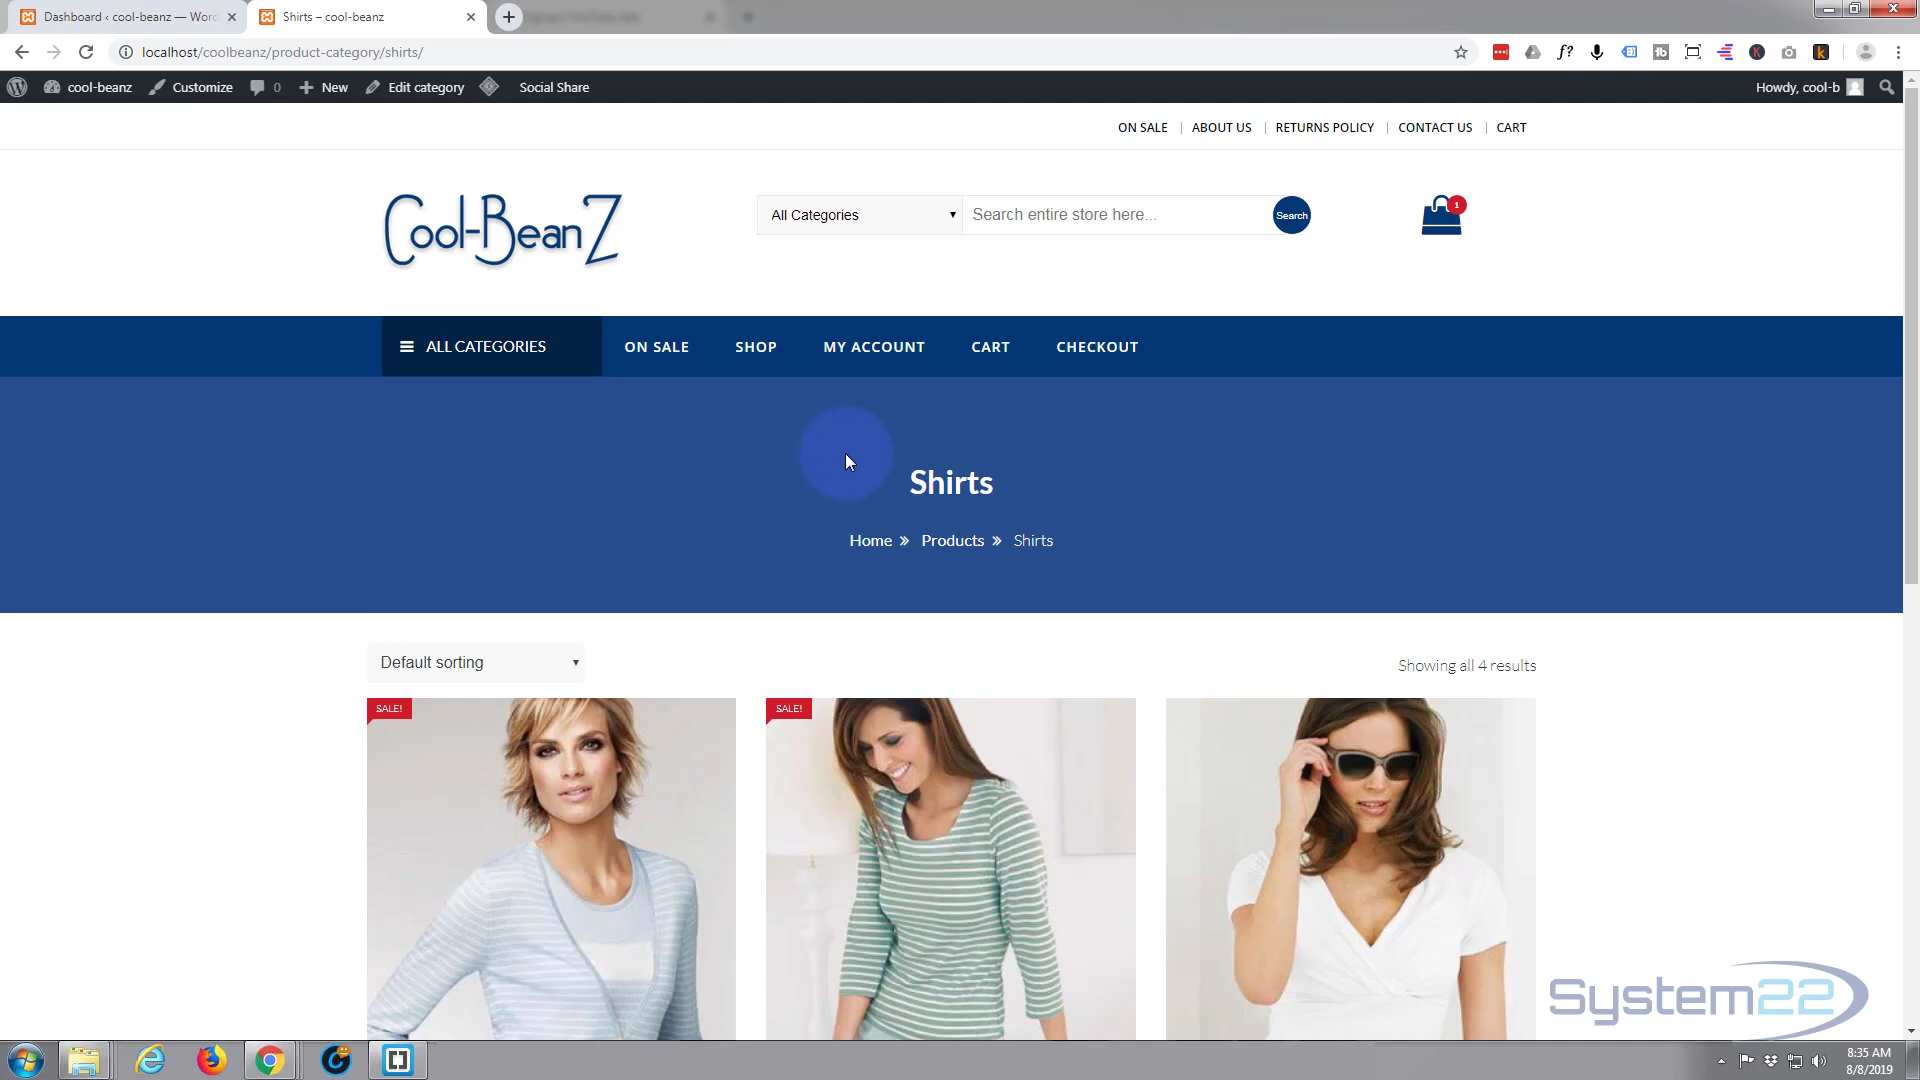 Dashboard ‹ cool-beanz — Wor
Shirts – cool-beanz
localhost/coolbeanz/product-category/shirts/
cool-beanz Customize 0 New Edit category Social Share Howdy, cool-b
ON SALE ABOUT US RETURNS POLICY CONTACT US CART
Cool-BeanZ
All Categories Search entire store here... Search 1
ALL CATEGORIES ON SALE SHOP MY ACCOUNT CART CHECKOUT
Shirts
Home » Products » Shirts
Default sorting
Showing all 4 results
SALE! SALE!
System22
8:35 AM
8/8/2019